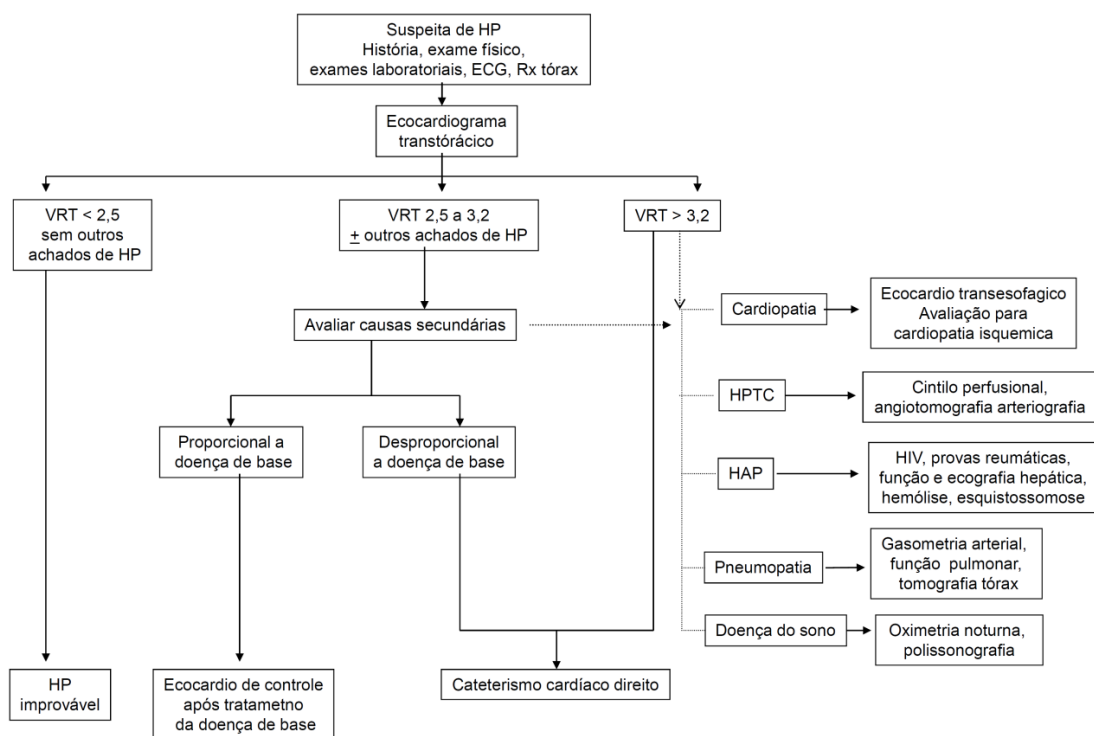 Suspeita de HP
História, exame físico,
exames laboratoriais, ECG, Rx tórax
Ecocardiograma
transtórácico
VRT < 2,5
sem outros
achados de HP
VRT 2,5 a 3,2
± outros achados de HP
VRT > 3,2
Avaliar causas secundárias
Cardiopatia
Ecocardio transesofagico
Avaliação para
cardiopatia isquemica
HPTC
Cintilo perfusional,
angiotomografia arteriografia
Proporcional a
doença de base
Desproporcional
a doença de base
HAP
HIV, provas reumáticas,
função e ecografia hepática,
hemólise, esquistossomose
Pneumopatia
Gasometria arterial,
função pulmonar,
tomografia tórax
Doença do sono
Oximetria noturna,
polissonografia
HP
improvável
Ecocardio de controle
após tratametno
da doença de base
Cateterismo cardíaco direito